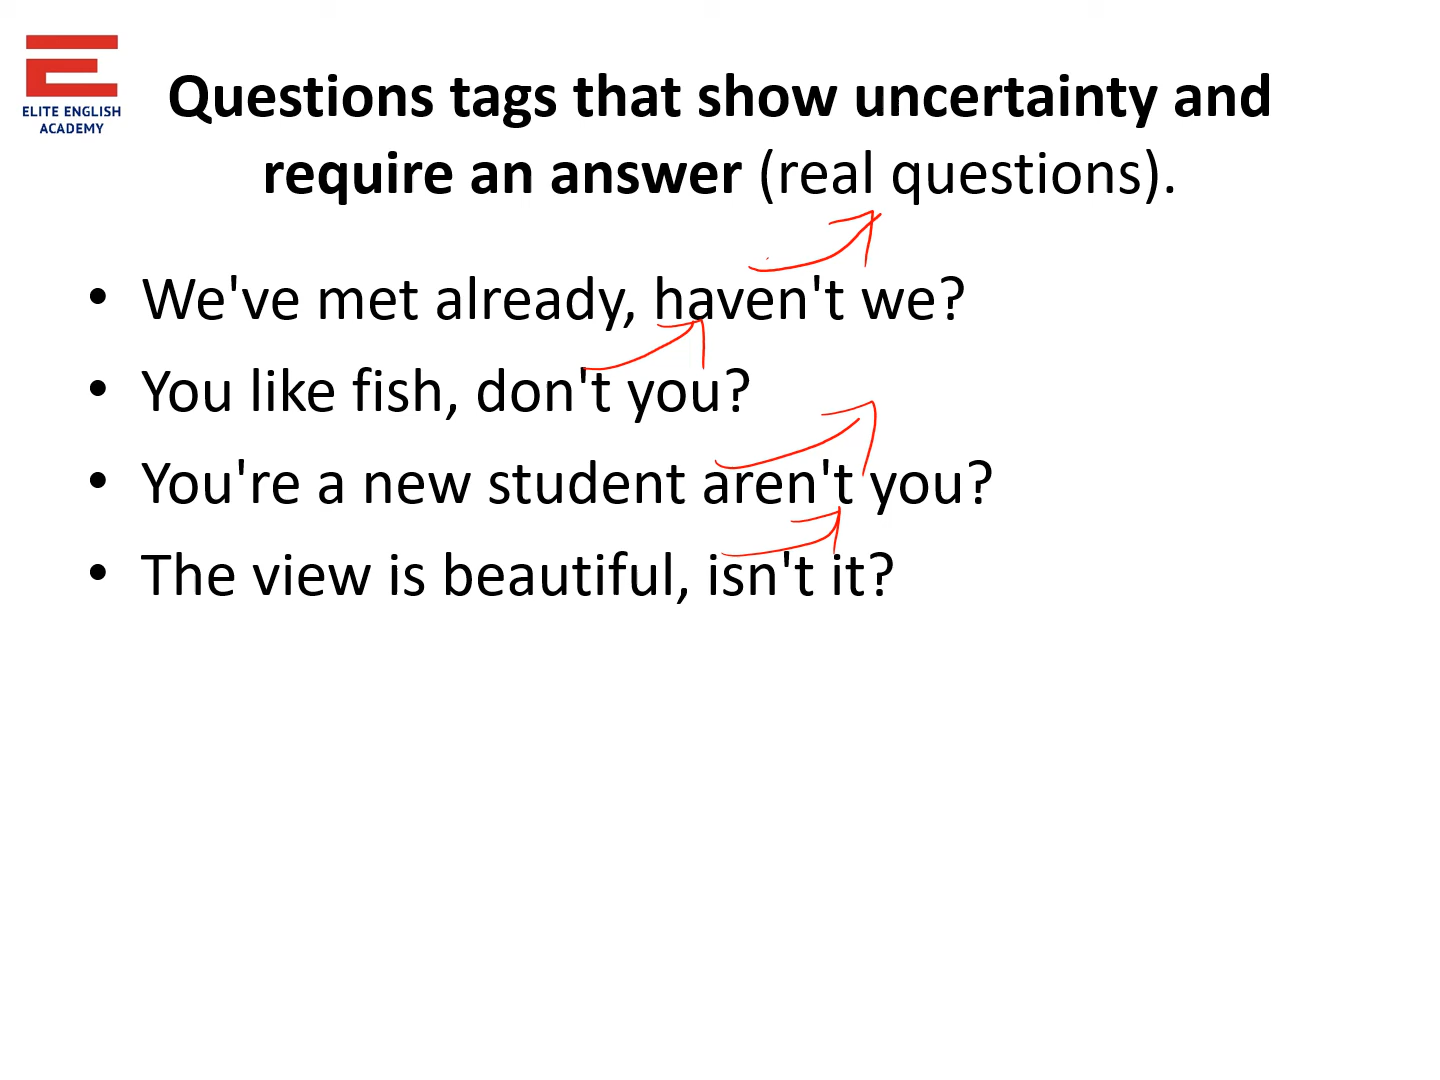 ELITE ENGLISH
ACADEMY
Questions tags that show uncertainty and
require an answer (real questions).
• We've met already, haven't we?
• You like fish, don't you?
• You're a new student aren't you?
• The view is beautiful, isn't it?